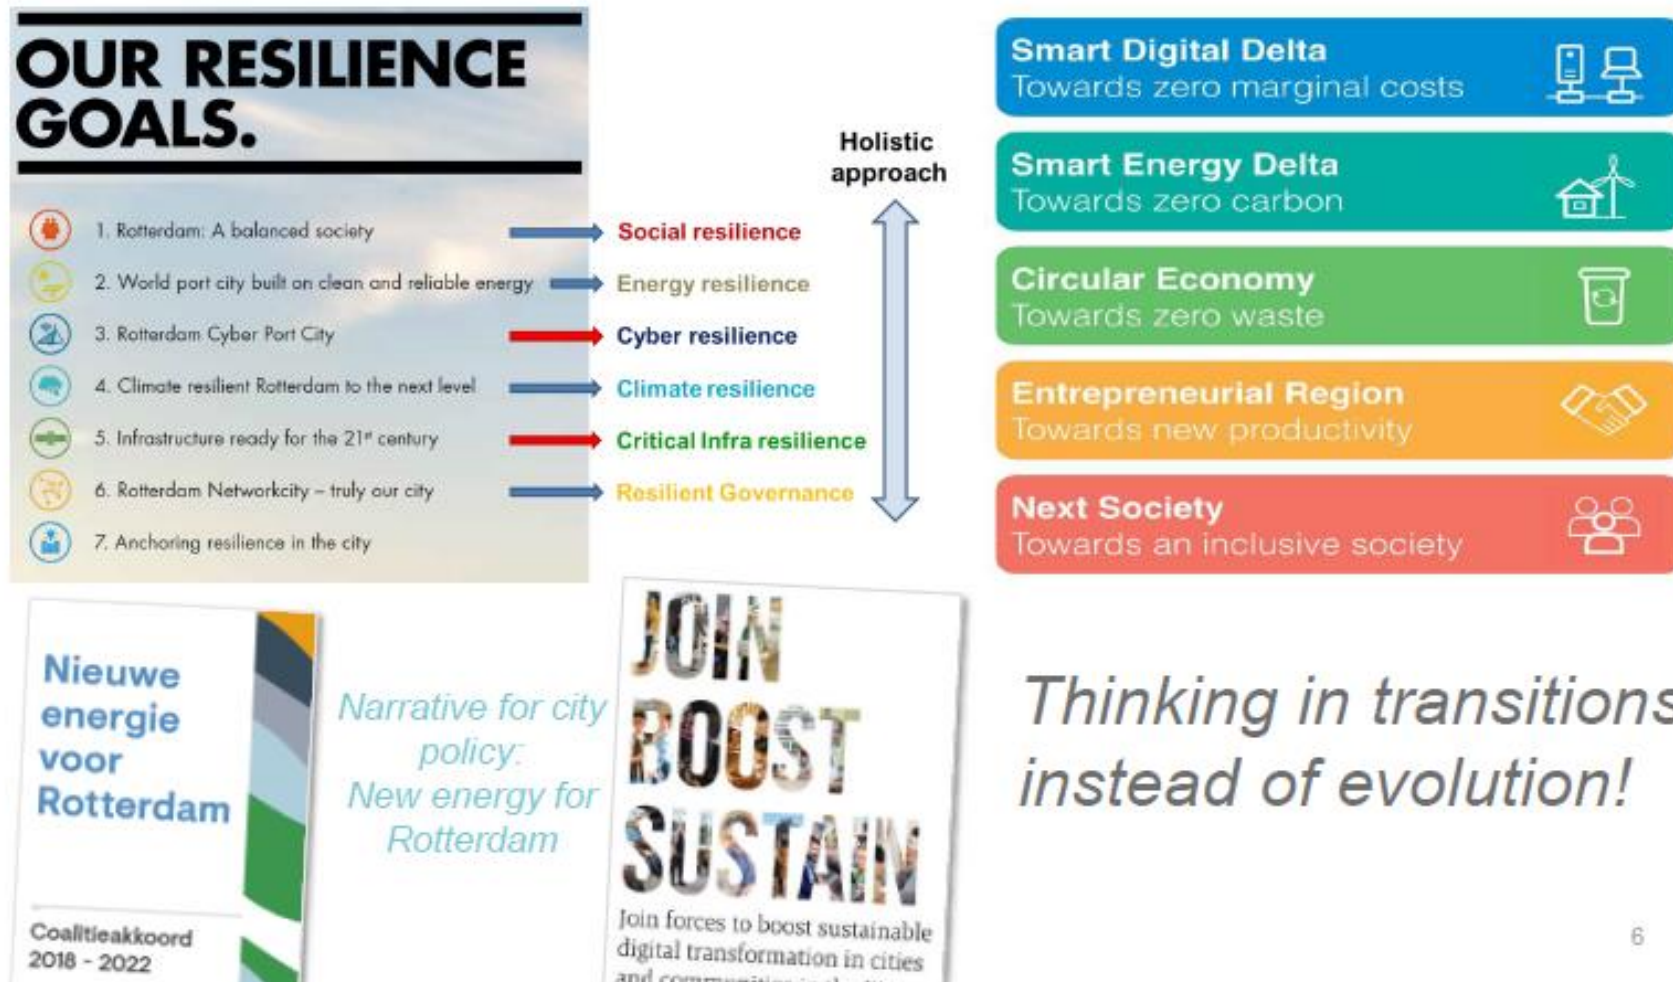 OUR RESILIENCE
GOALS.
1. Rotterdam: A balanced society
2. World port city built on clean and reliable energy
3. Rotterdam Cyber Port City
4. Climate resilient Rotterdam to the next level
5. Infrastructure ready for the 21st century
6. Rotterdam Networkcity – truly our city
7. Anchoring resilience in the city
Social resilience
Energy resilience
Cyber resilience
Climate resilience
Critical Infra resilience
Resilient Governance
Holistic
approach
Smart Digital Delta
Towards zero marginal costs
Smart Energy Delta
Towards zero carbon
Circular Economy
Towards zero waste
Entrepreneurial Region
Towards new productivity
Next Society
Towards an inclusive society
Nieuwe
energie
voor
Rotterdam
Coalitieakkoord
2018 - 2022
Narrative for city
policy:
New energy for
Rotterdam
JOIN
BOOST
SUSTAIN
Join forces to boost sustainable
digital transformation in cities
Thinking in transitions
instead of evolution!
6